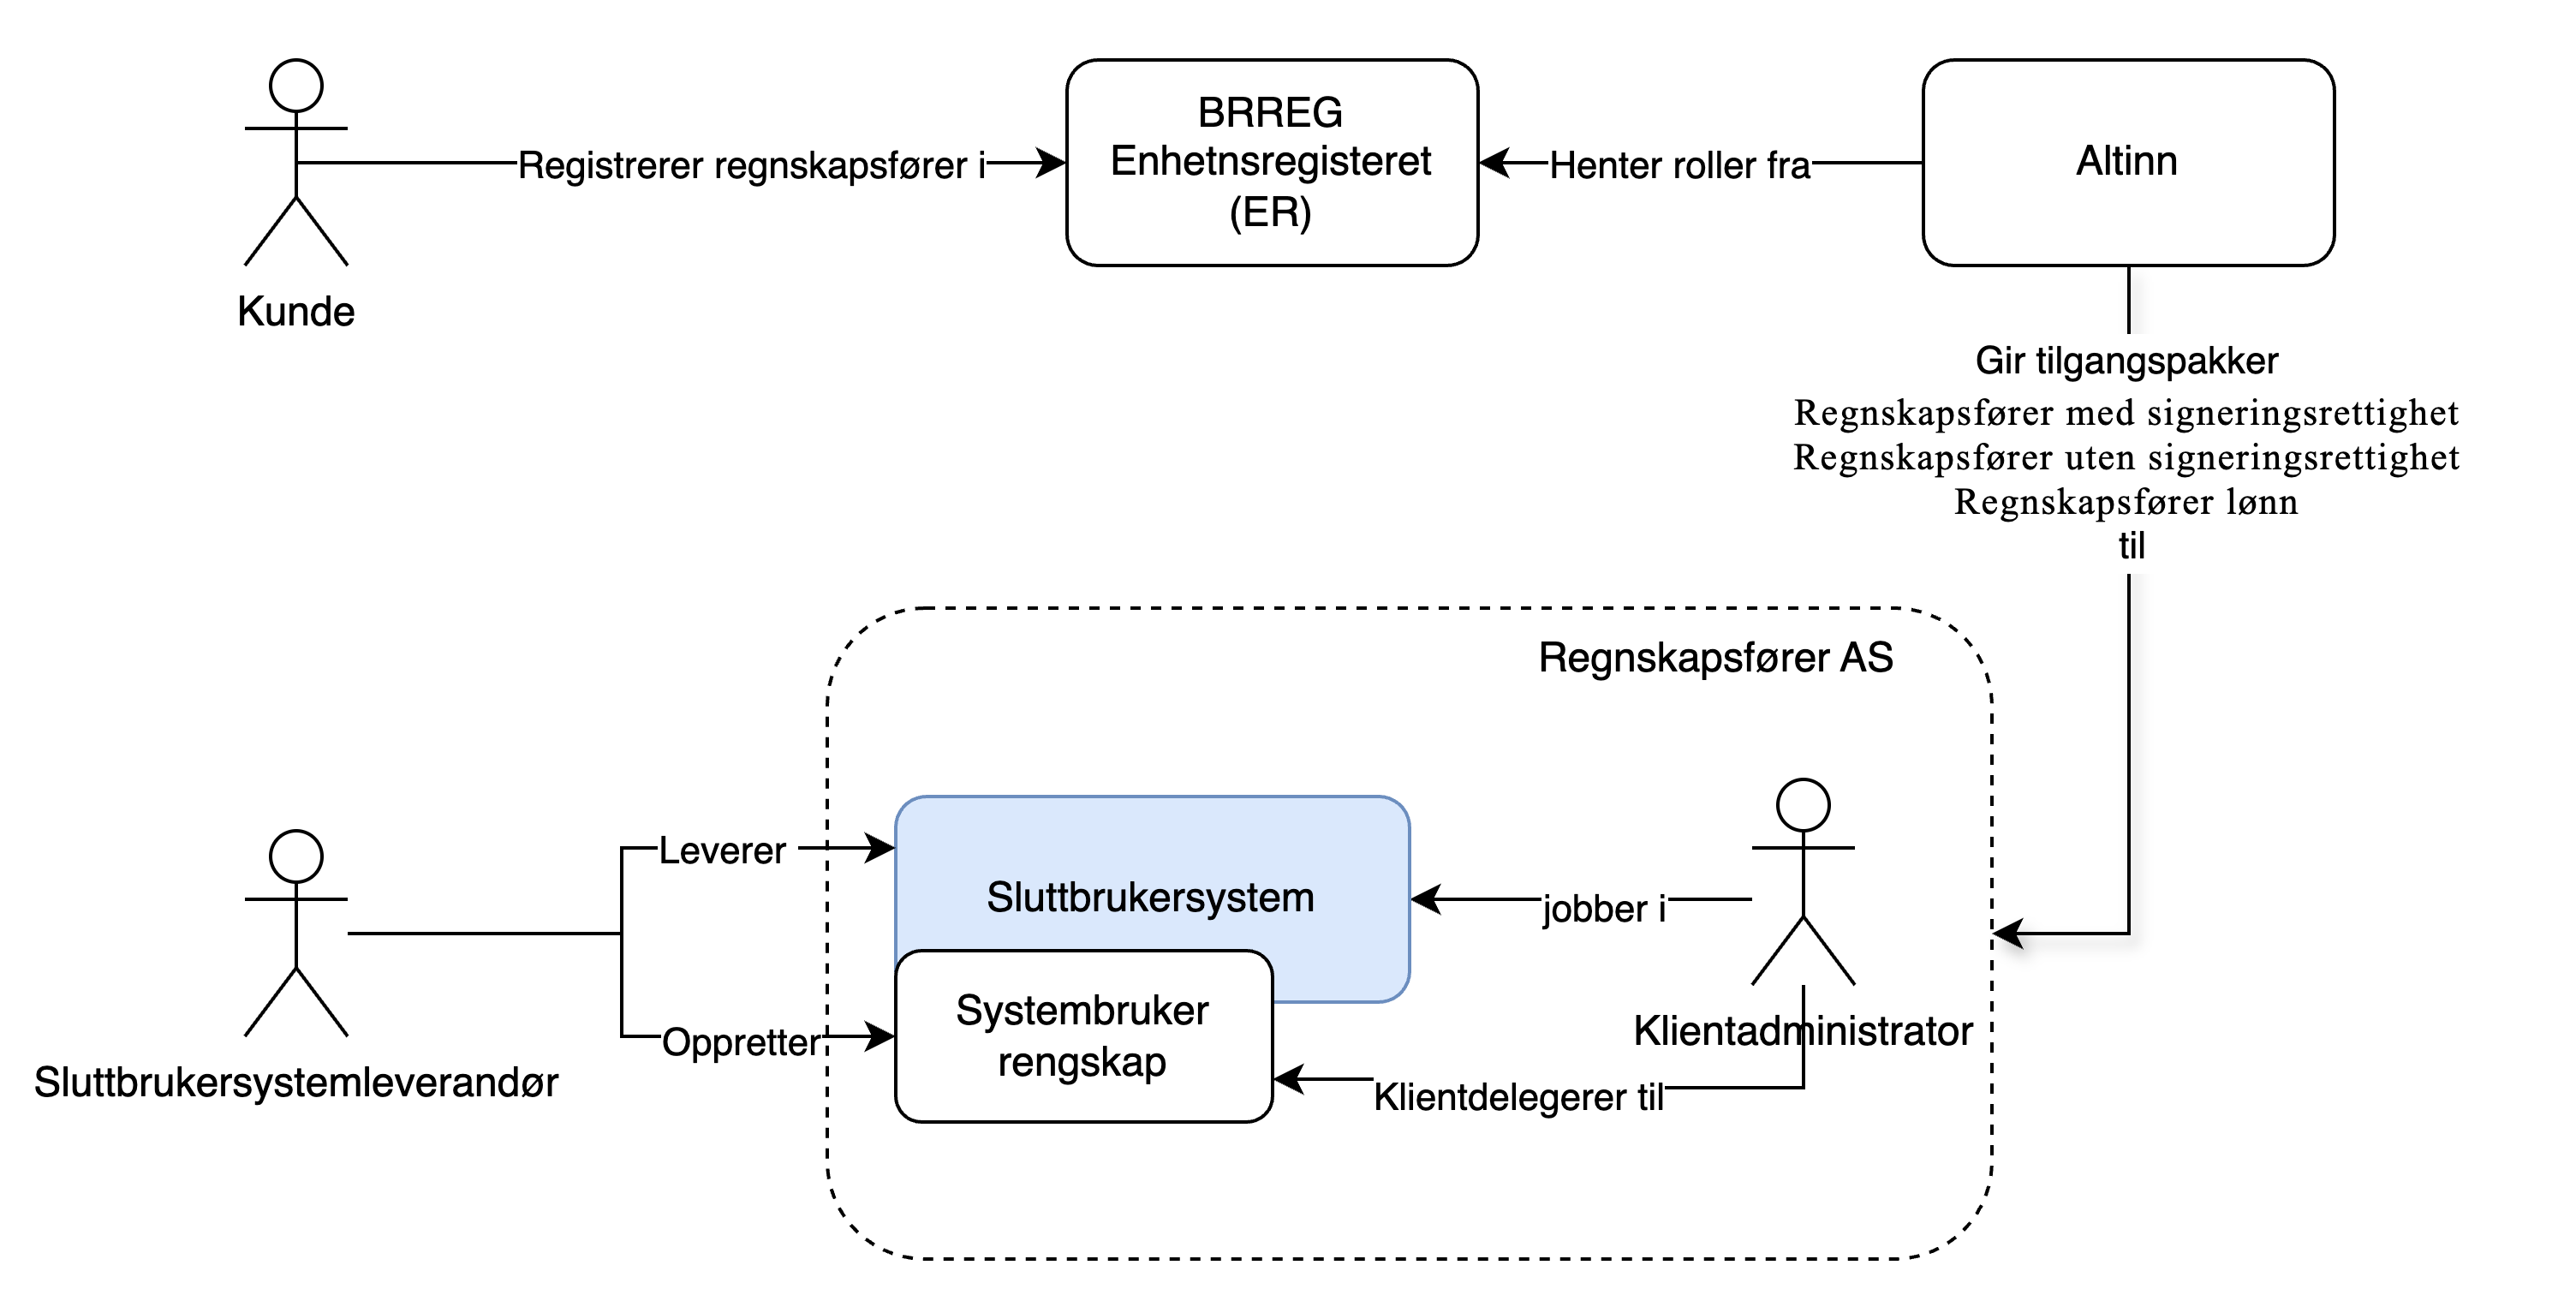 BRREG
Enhetnsregisteret
(ER)
Altinn
Registrerer regnskapsfører i
Henter roller fra
Kunde
Gir tilgangspakker
Regnskapsfører med signeringsrettighet
Regnskapsfører uten signeringsrettighet
Regnskapsfører lønn
til
Regnskapsfører AS
Leverer
Sluttbrukersystem
jobber i
Systembruker
rengskap
Oppretter
Klientadministrator
Sluttbrukersystemleverandør
Klientdelegerer til